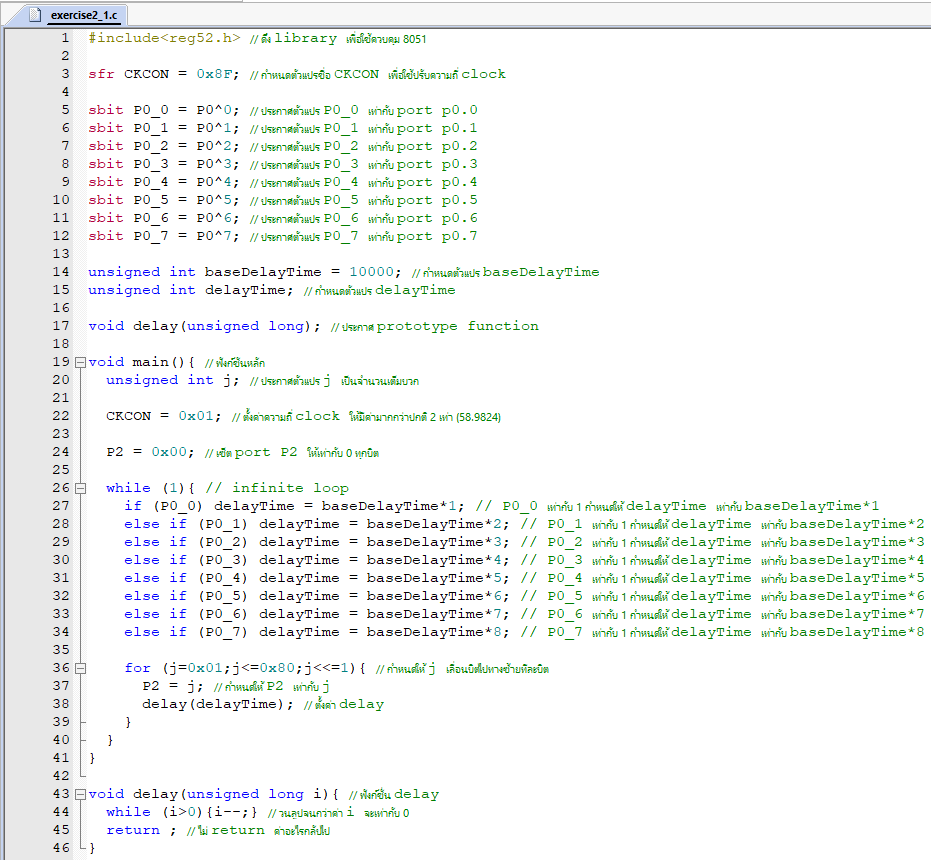 exercise2_1.c
1 #include<reg52.h> // ดึง library เพื่อใช้ควบคุม 8051
2
3 sfr CKCON = 0x8F; // กำหนดตัวแปรชื่อ CKCON เพื่อใช้ปรับความถี่ clock
4
5 sbit P0_0 = P0^0; // ประกาศตัวแปร P0_0 เท่ากับ port p0.0
6 sbit P0_1 = P0^1; // ประกาศตัวแปร P0_1 เท่ากับ port p0.1
7 sbit P0_2 = P0^2; // ประกาศตัวแปร P0_2 เท่ากับ port p0.2
8 sbit P0_3 = P0^3; // ประกาศตัวแปร P0_3 เท่ากับ port p0.3
9 sbit P0_4 = P0^4; // ประกาศตัวแปร P0_4 เท่ากับ port p0.4
10 sbit P0_5 = P0^5; // ประกาศตัวแปร P0_5 เท่ากับ port p0.5
11 sbit P0_6 = P0^6; // ประกาศตัวแปร P0_6 เท่ากับ port p0.6
12 sbit P0_7 = P0^7; // ประกาศตัวแปร P0_7 เท่ากับ port p0.7
13
14 unsigned int baseDelayTime = 10000; // กำหนดตัวแปร baseDelayTime
15 unsigned int delayTime; // กำหนดตัวแปร delayTime
16
17 void delay(unsigned long); // ประกาศ prototype function
18
19 void main(){ // ฟังก์ชันหลัก
20 unsigned int j; // ประกาศตัวแปร j เป็นจำนวนเต็มบวก
21
22 CKCON = 0x01; // ตั้งค่าความถี่ clock ให้มีค่ามากกว่าปกติ 2 เท่า (58.9824)
23
24 P2 = 0x00; // เซ็ต port P2 ให้เท่ากับ 0 ทุกบิต
25
26 while (1){ // infinite loop
27 if (P0_0) delayTime = baseDelayTime*1; // P0_0 เท่ากับ 1 กำหนดให้ delayTime เท่ากับ baseDelayTime*1
28 else if (P0_1) delayTime = baseDelayTime*2; // P0_1 เท่ากับ 1 กำหนดให้ delayTime เท่ากับ baseDelayTime*2
29 else if (P0_2) delayTime = baseDelayTime*3; // P0_2 เท่ากับ 1 กำหนดให้ delayTime เท่ากับ baseDelayTime*3
30 else if (P0_3) delayTime = baseDelayTime*4; // P0_3 เท่ากับ 1 กำหนดให้ delayTime เท่ากับ baseDelayTime*4
31 else if (P0_4) delayTime = baseDelayTime*5; // P0_4 เท่ากับ 1 กำหนดให้ delayTime เท่ากับ baseDelayTime*5
32 else if (P0_5) delayTime = baseDelayTime*6; // P0_5 เท่ากับ 1 กำหนดให้ delayTime เท่ากับ baseDelayTime*6
33 else if (P0_6) delayTime = baseDelayTime*7; // P0_6 เท่ากับ 1 กำหนดให้ delayTime เท่ากับ baseDelayTime*7
34 else if (P0_7) delayTime = baseDelayTime*8; // P0_7 เท่ากับ 1 กำหนดให้ delayTime เท่ากับ baseDelayTime*8
35
36 for (j=0x01;j<=0x80;j<<=1){ // กำหนดให้ j เลื่อนบิตไปทางซ้ายทีละบิต
37 P2 = j; // กำหนดให้ P2 เท่ากับ j
38 delay(delayTime); // ตั้งค่า delay
39 }
40 }
41 }
42
43 void delay(unsigned long i){ // ฟังก์ชั่น delay
44 while (i>0){i--;} // วนลูปจนกว่าค่า i จะเท่ากับ 0
45 return ; // ไม่ return ค่าอะไรกลับไป
46 }